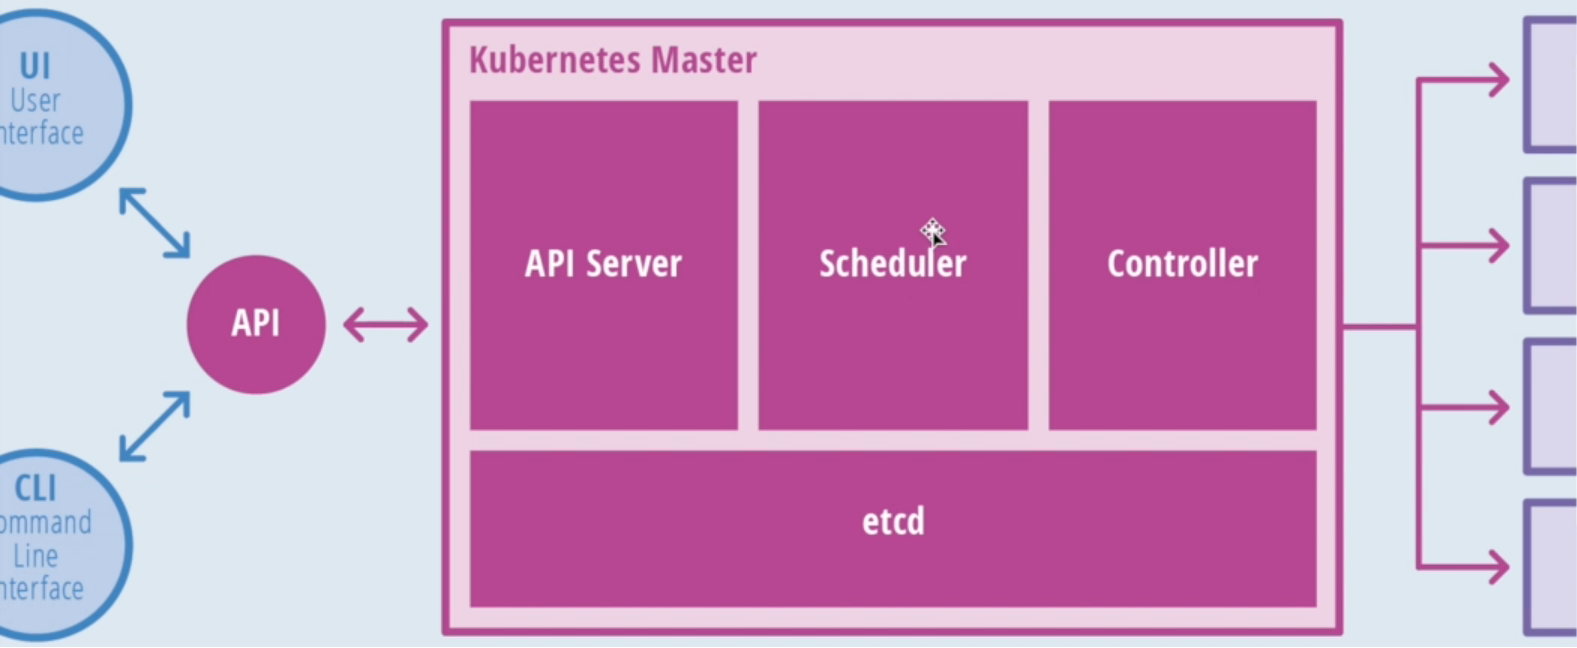 UI
User
nterface
API
CLI
ommand
Line
nterface
Kubernetes Master
API Server
Scheduler
Controller
etcd